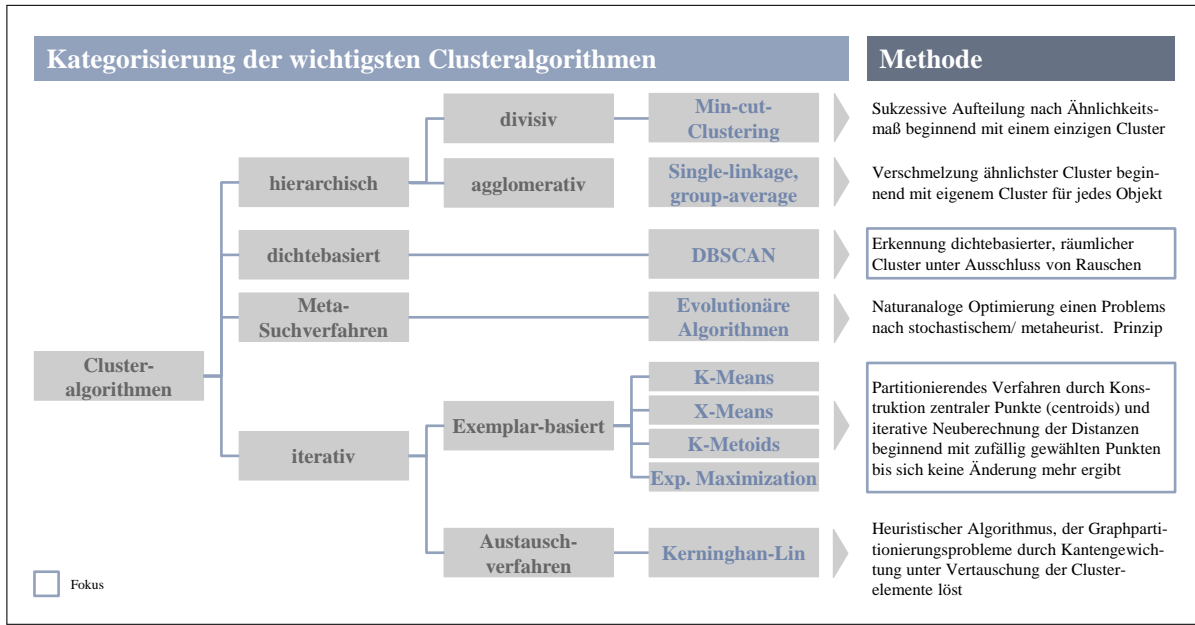 Kategorisierung der wichtigsten Clusteralgorithmen
Methode
Cluster-
algorithmen
hierarchisch
divisiv
Min-cut-
Clustering
Sukzessive Aufteilung nach Ähnlichkeits-
maß beginnend mit einem einzigen Cluster
agglomerativ
Single-linkage,
group-average
Verschmelzung ähnlichster Cluster begin-
nend mit eigenem Cluster für jedes Objekt
dichtebasiert
DBSCAN
Erkennung dichtebasierter, räumlicher
Cluster unter Ausschluss von Rauschen
Meta-
Suchverfahren
Evolutionäre
Algorithmen
Naturanaloge Optimierung einen Problems
nach stochastischem/ metaheurist. Prinzip
iterativ
Exemplar-basiert
K-Means
X-Means
K-Metoids
Exp. Maximization
Partitionierendes Verfahren durch Kons-
truktion zentraler Punkte (centroids) und
iterative Neuberechnung der Distanzen
beginnend mit zufällig gewählten Punkten
bis sich keine Änderung mehr ergibt
Austausch-
verfahren
Kerninghan-Lin
Heuristischer Algorithmus, der Graphparti-
tionierungsprobleme durch Kantengewich-
tung unter Vertauschung der Cluster-
elemente löst
Fokus